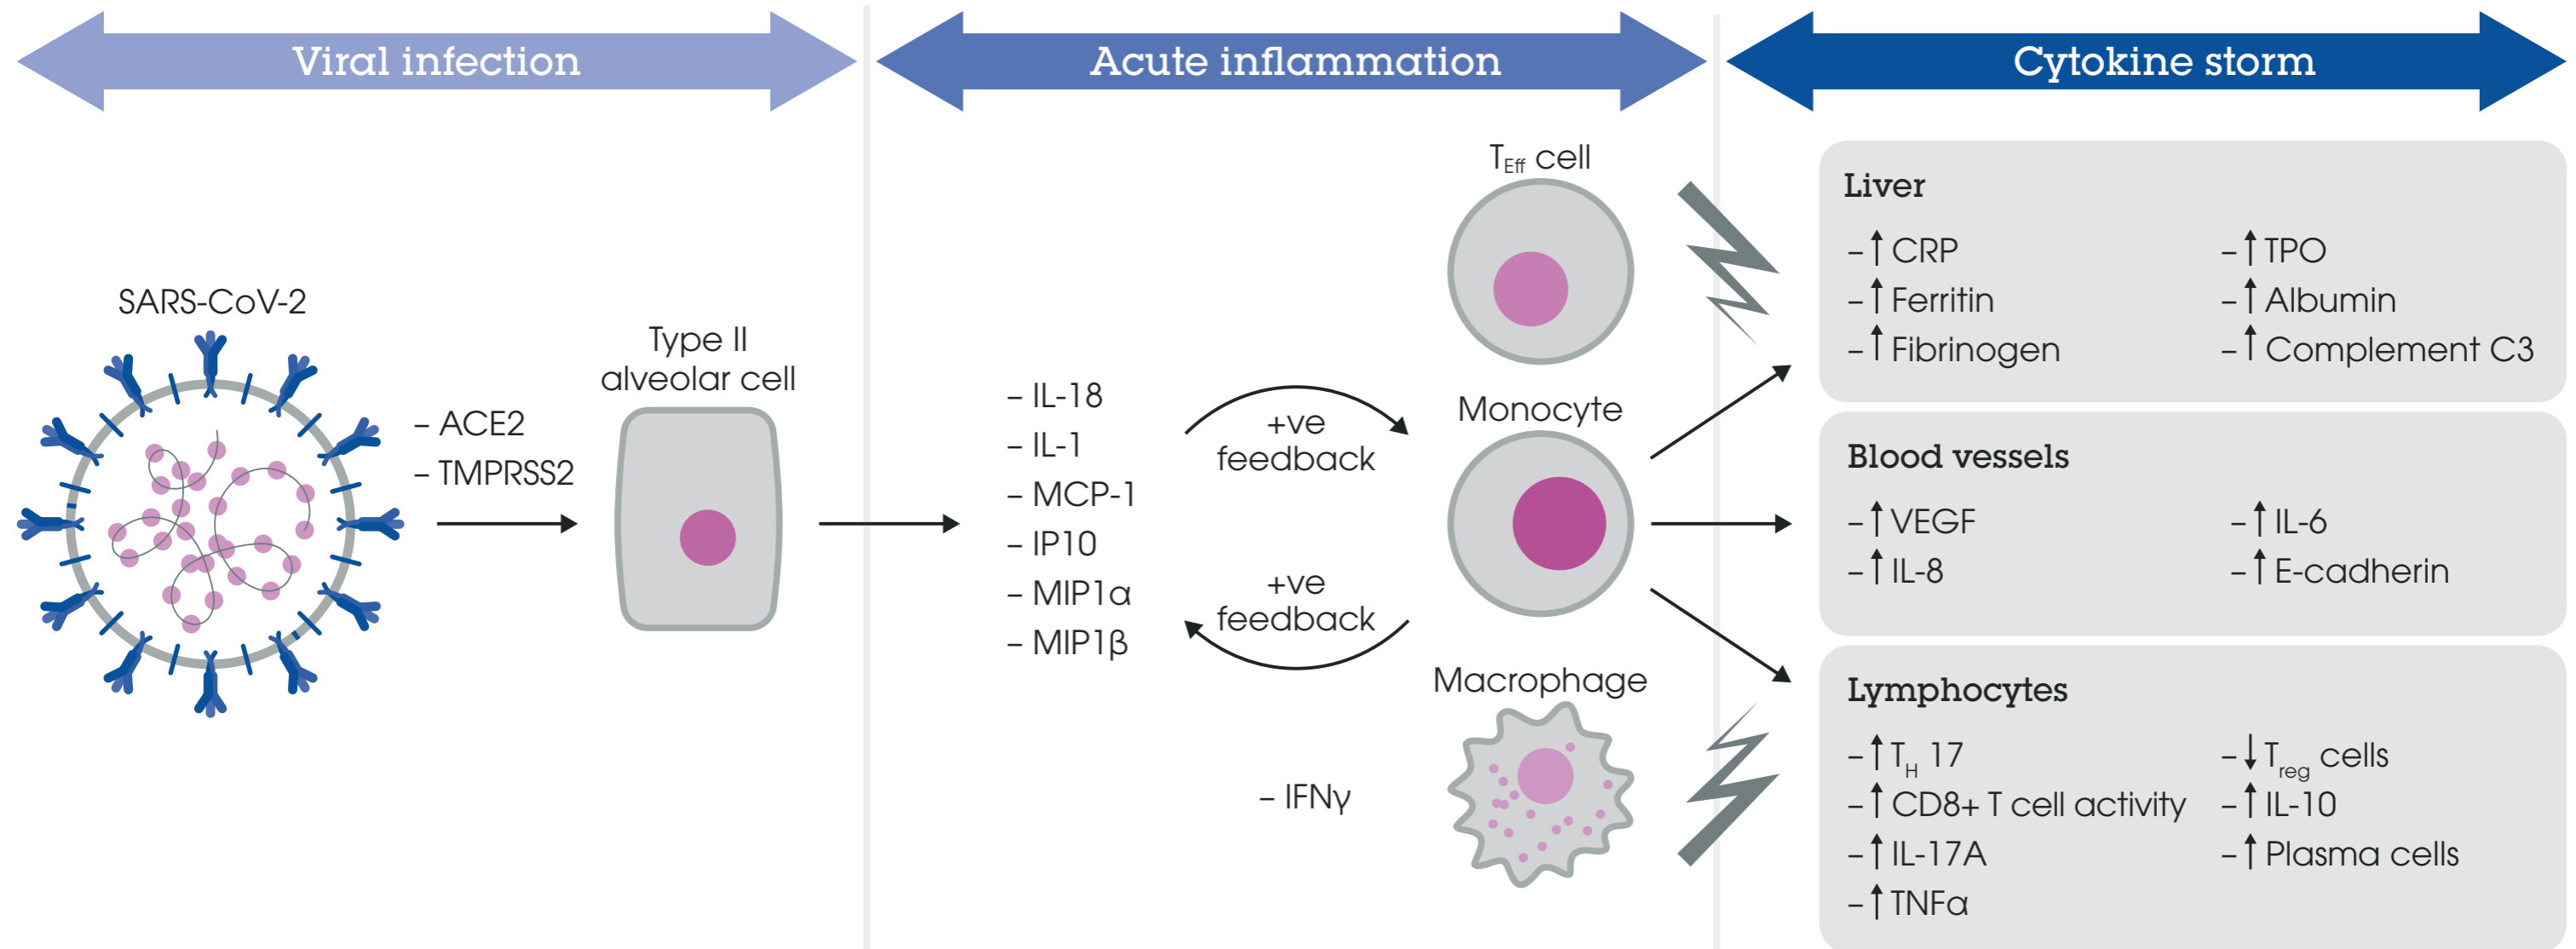 Viral infection
Acute inflammation
Cytokine storm
SARS-CoV-2
– ACE2
– TMPRSS2
Type II
alveolar cell
– IL-18
– IL-1
– MCP-1
– IP10
– MIP1α
– MIP1β
+ve
feedback
+ve
feedback
– IFNγ
TEff cell
Monocyte
Macrophage
Liver
–↑ CRP
–↑ Ferritin
–↑ Fibrinogen
–↑ TPO
–↑ Albumin
–↑ Complement C3
Blood vessels
–↑ VEGF
–↑ IL-8
–↑ IL-6
–↑ E-cadherin
Lymphocytes
–↑ TH 17
–↑ CD8+ T cell activity
–↑ IL-17A
–↑ TNFα
–↓ Treg cells
–↑ IL-10
–↑ Plasma cells